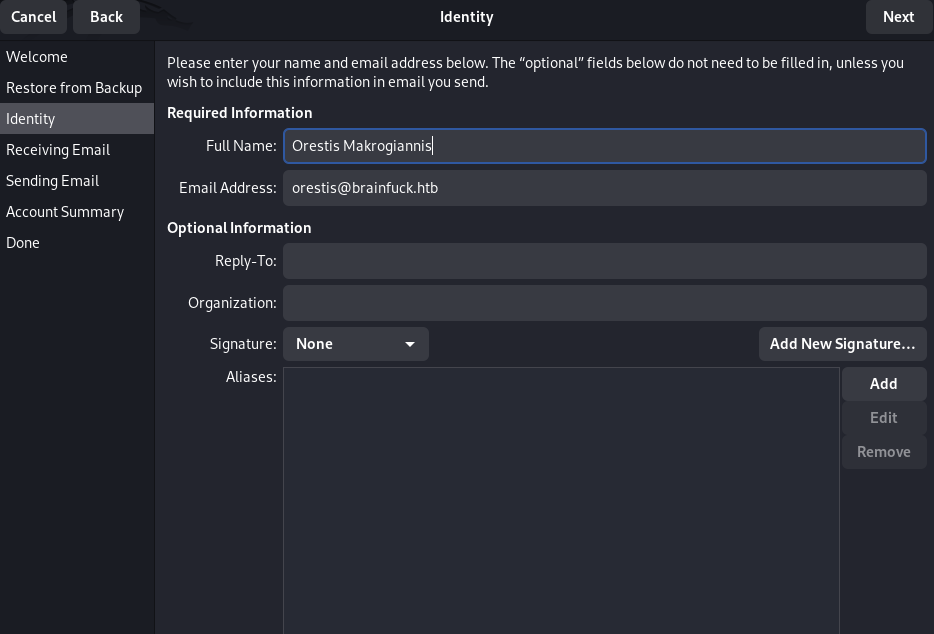 Cancel Back Identity Next
Welcome
Restore from Backup
Identity
Receiving Email
Sending Email
Account Summary
Done
Please enter your name and email address below. The “optional” fields below do not need to be filled in, unless you
wish to include this information in email you send.
Required Information
Full Name: Orestis Makrogiannis
Email Address: orestis@brainfuck.htb
Optional Information
Reply-To:
Organization:
Signature: None Add New Signature...
Aliases: Add
Edit
Remove